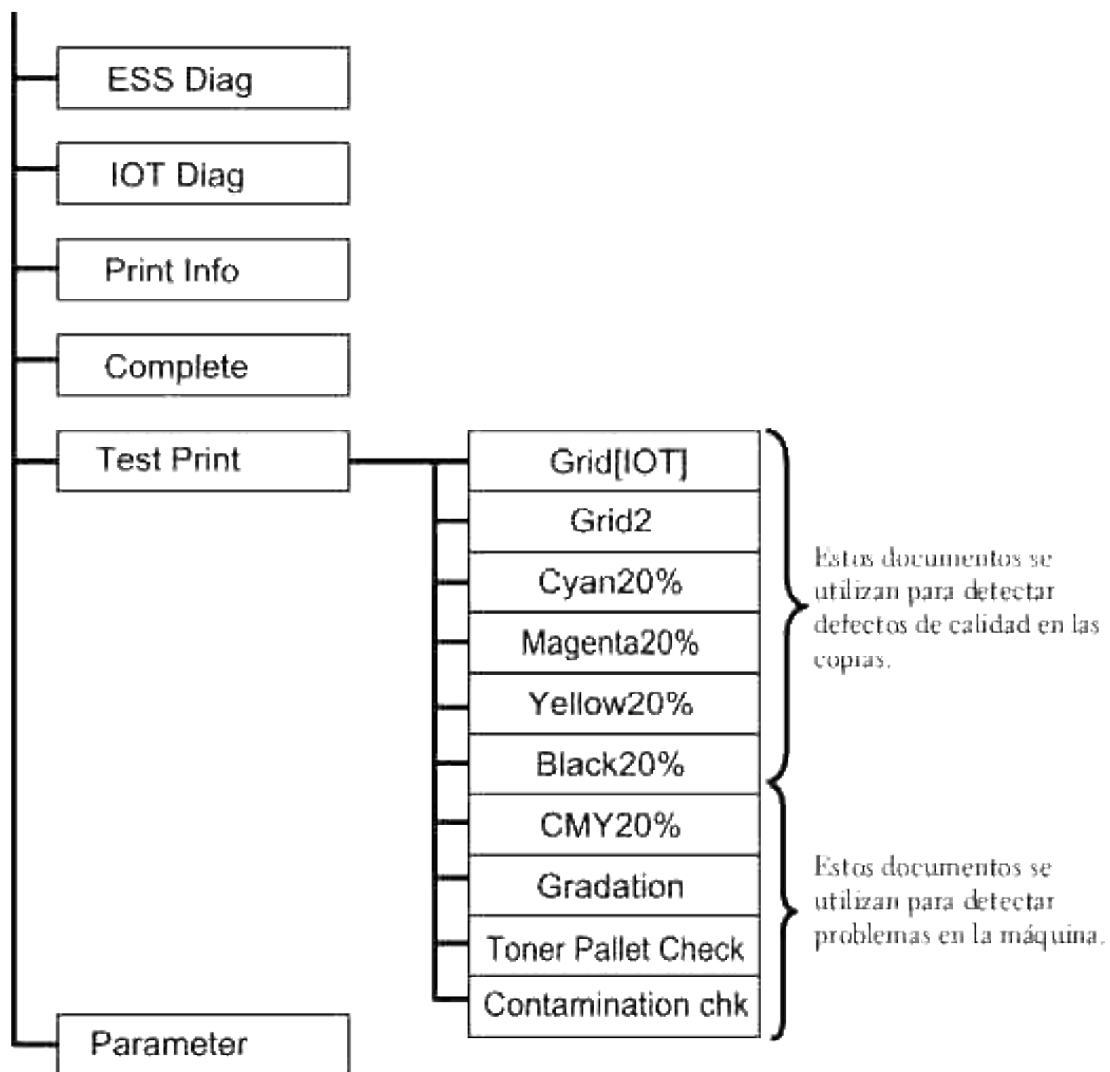 ESS Diag
IOT Diag
Print Info
Complete
Test Print
Grid[IOT]
Grid2
Cyan20%
Magenta20%
Yellow20%
Black20%
CMY20%
Gradation
Toner Pallet Check
Contamination chk
Estos documentos se
utilizan para detectar
defectos de calidad en las
copias.
Estos documentos se
utilizan para detectar
problemas en la máquina.
Parameter